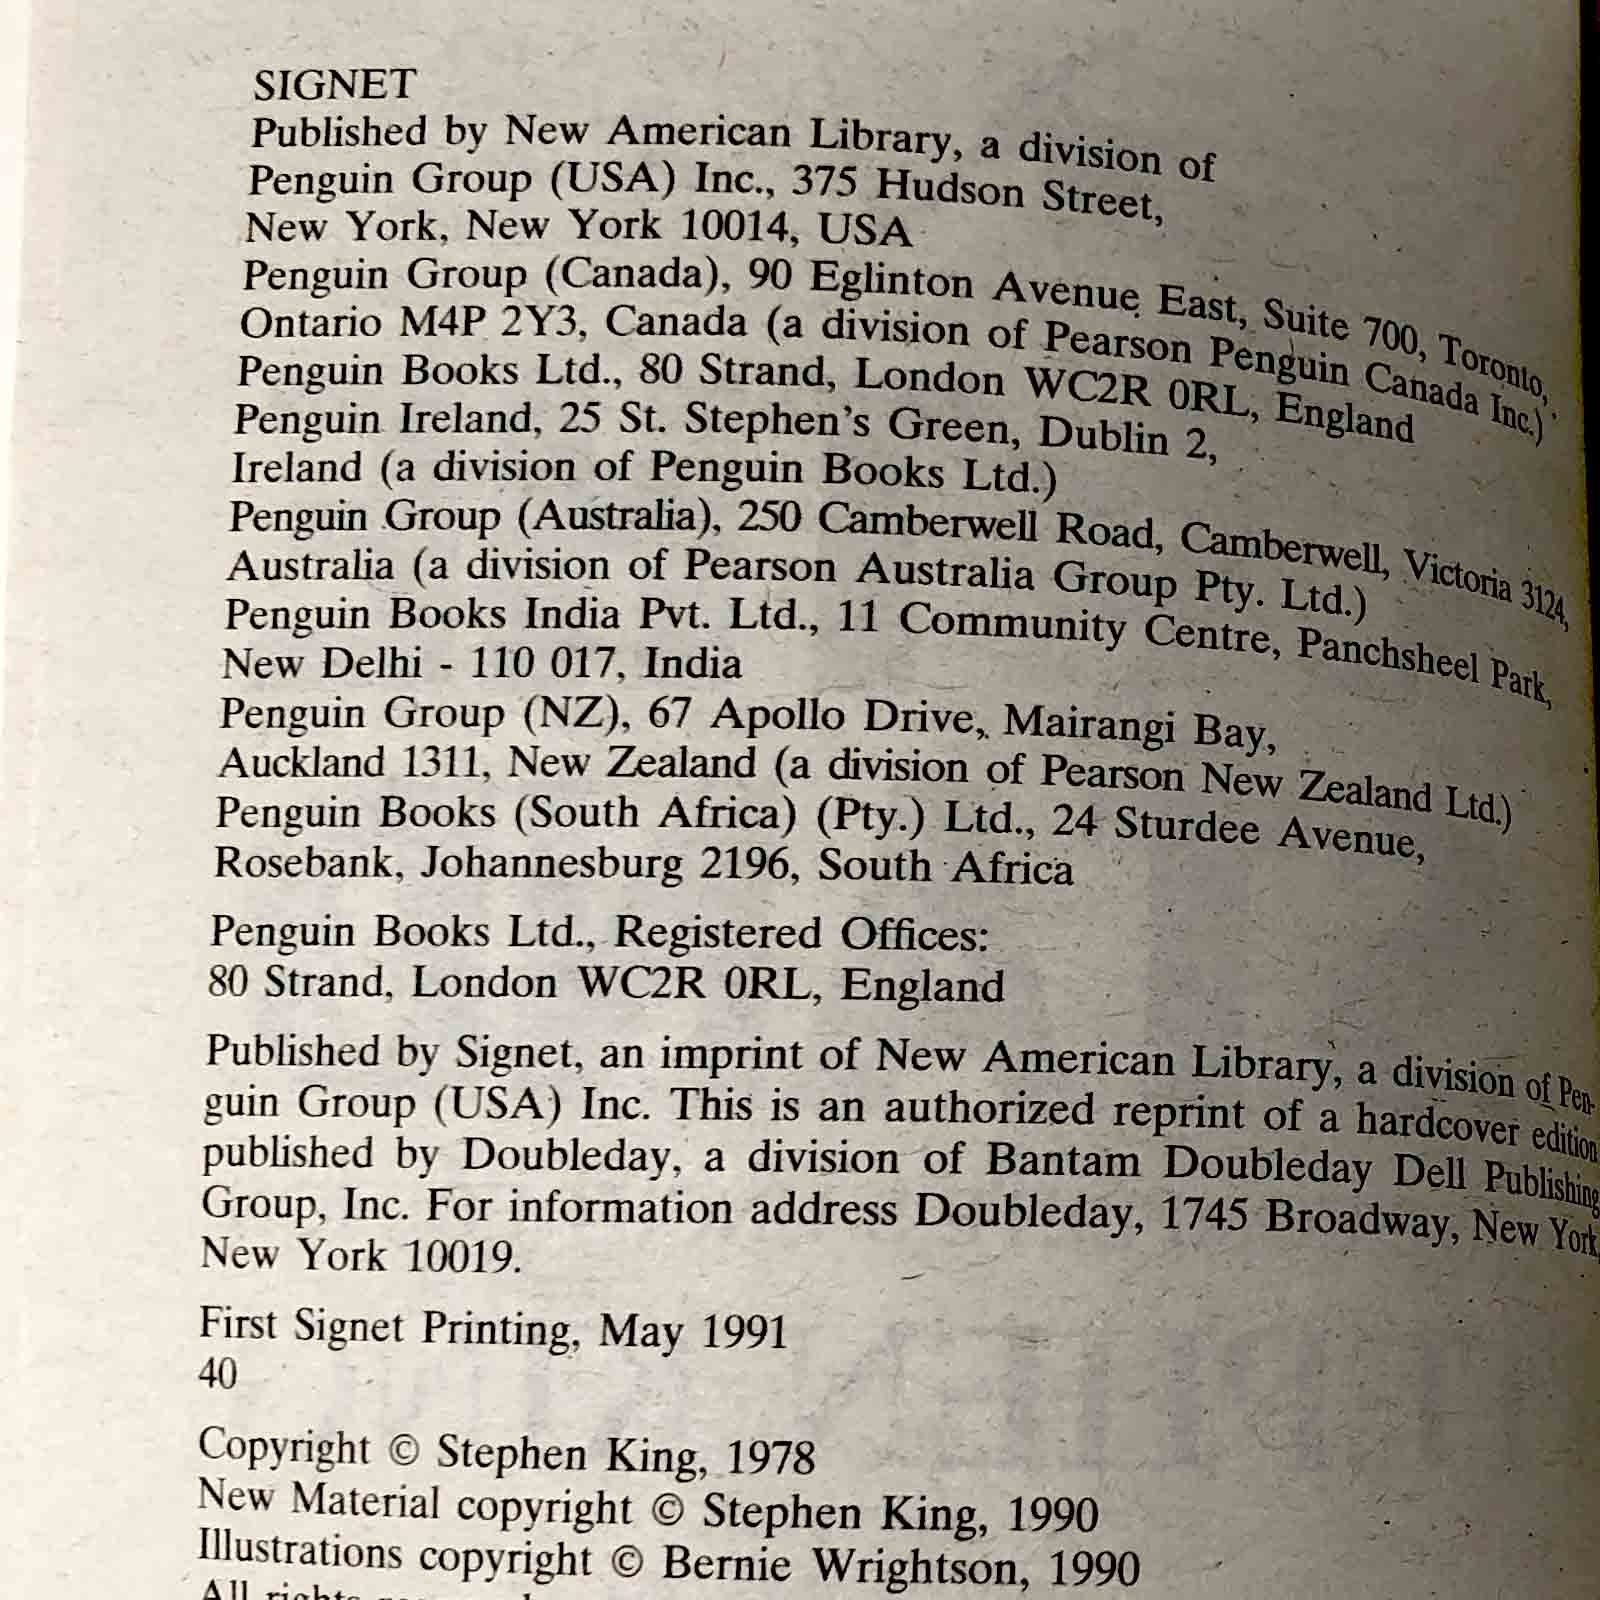 SIGNET
Published by New American Library, a division of
Penguin Group (USA) Inc., 375 Hudson Street,
New York, New York 10014, USA
Penguin Group (Canada), 90 Eglinton Avenue East, Suite 700, Toronto,
Ontario M4P 2Y3, Canada (a division of Pearson Penguin Canada Inc.)
Penguin Books Ltd., 80 Strand, London WC2R 0RL, England
Penguin Ireland, 25 St. Stephen's Green, Dublin 2,
Ireland (a division of Penguin Books Ltd.)
Penguin Group (Australia), 250 Camberwell Road, Camberwell, Victoria 3124,
Australia (a division of Pearson Australia Group Pty. Ltd.)
Penguin Books India Pvt. Ltd., 11 Community Centre, Panchsheel Park,
New Delhi - 110 017, India
Penguin Group (NZ), 67 Apollo Drive, Mairangi Bay,
Auckland 1311, New Zealand (a division of Pearson New Zealand Ltd.)
Penguin Books (South Africa) (Pty.) Ltd., 24 Sturdee Avenue,
Rosebank, Johannesburg 2196, South Africa
Penguin Books Ltd., Registered Offices:
80 Strand, London WC2R 0RL, England
Published by Signet, an imprint of New American Library, a division of Pen-
guin Group (USA) Inc. This is an authorized reprint of a hardcover edition
published by Doubleday, a division of Bantam Doubleday Dell Publishing
Group, Inc. For information address Doubleday, 1745 Broadway, New York,
New York 10019.
First Signet Printing, May 1991
40
Copyright © Stephen King, 1978
New Material copyright © Stephen King, 1990
Illustrations copyright © Bernie Wrightson, 1990
All rights